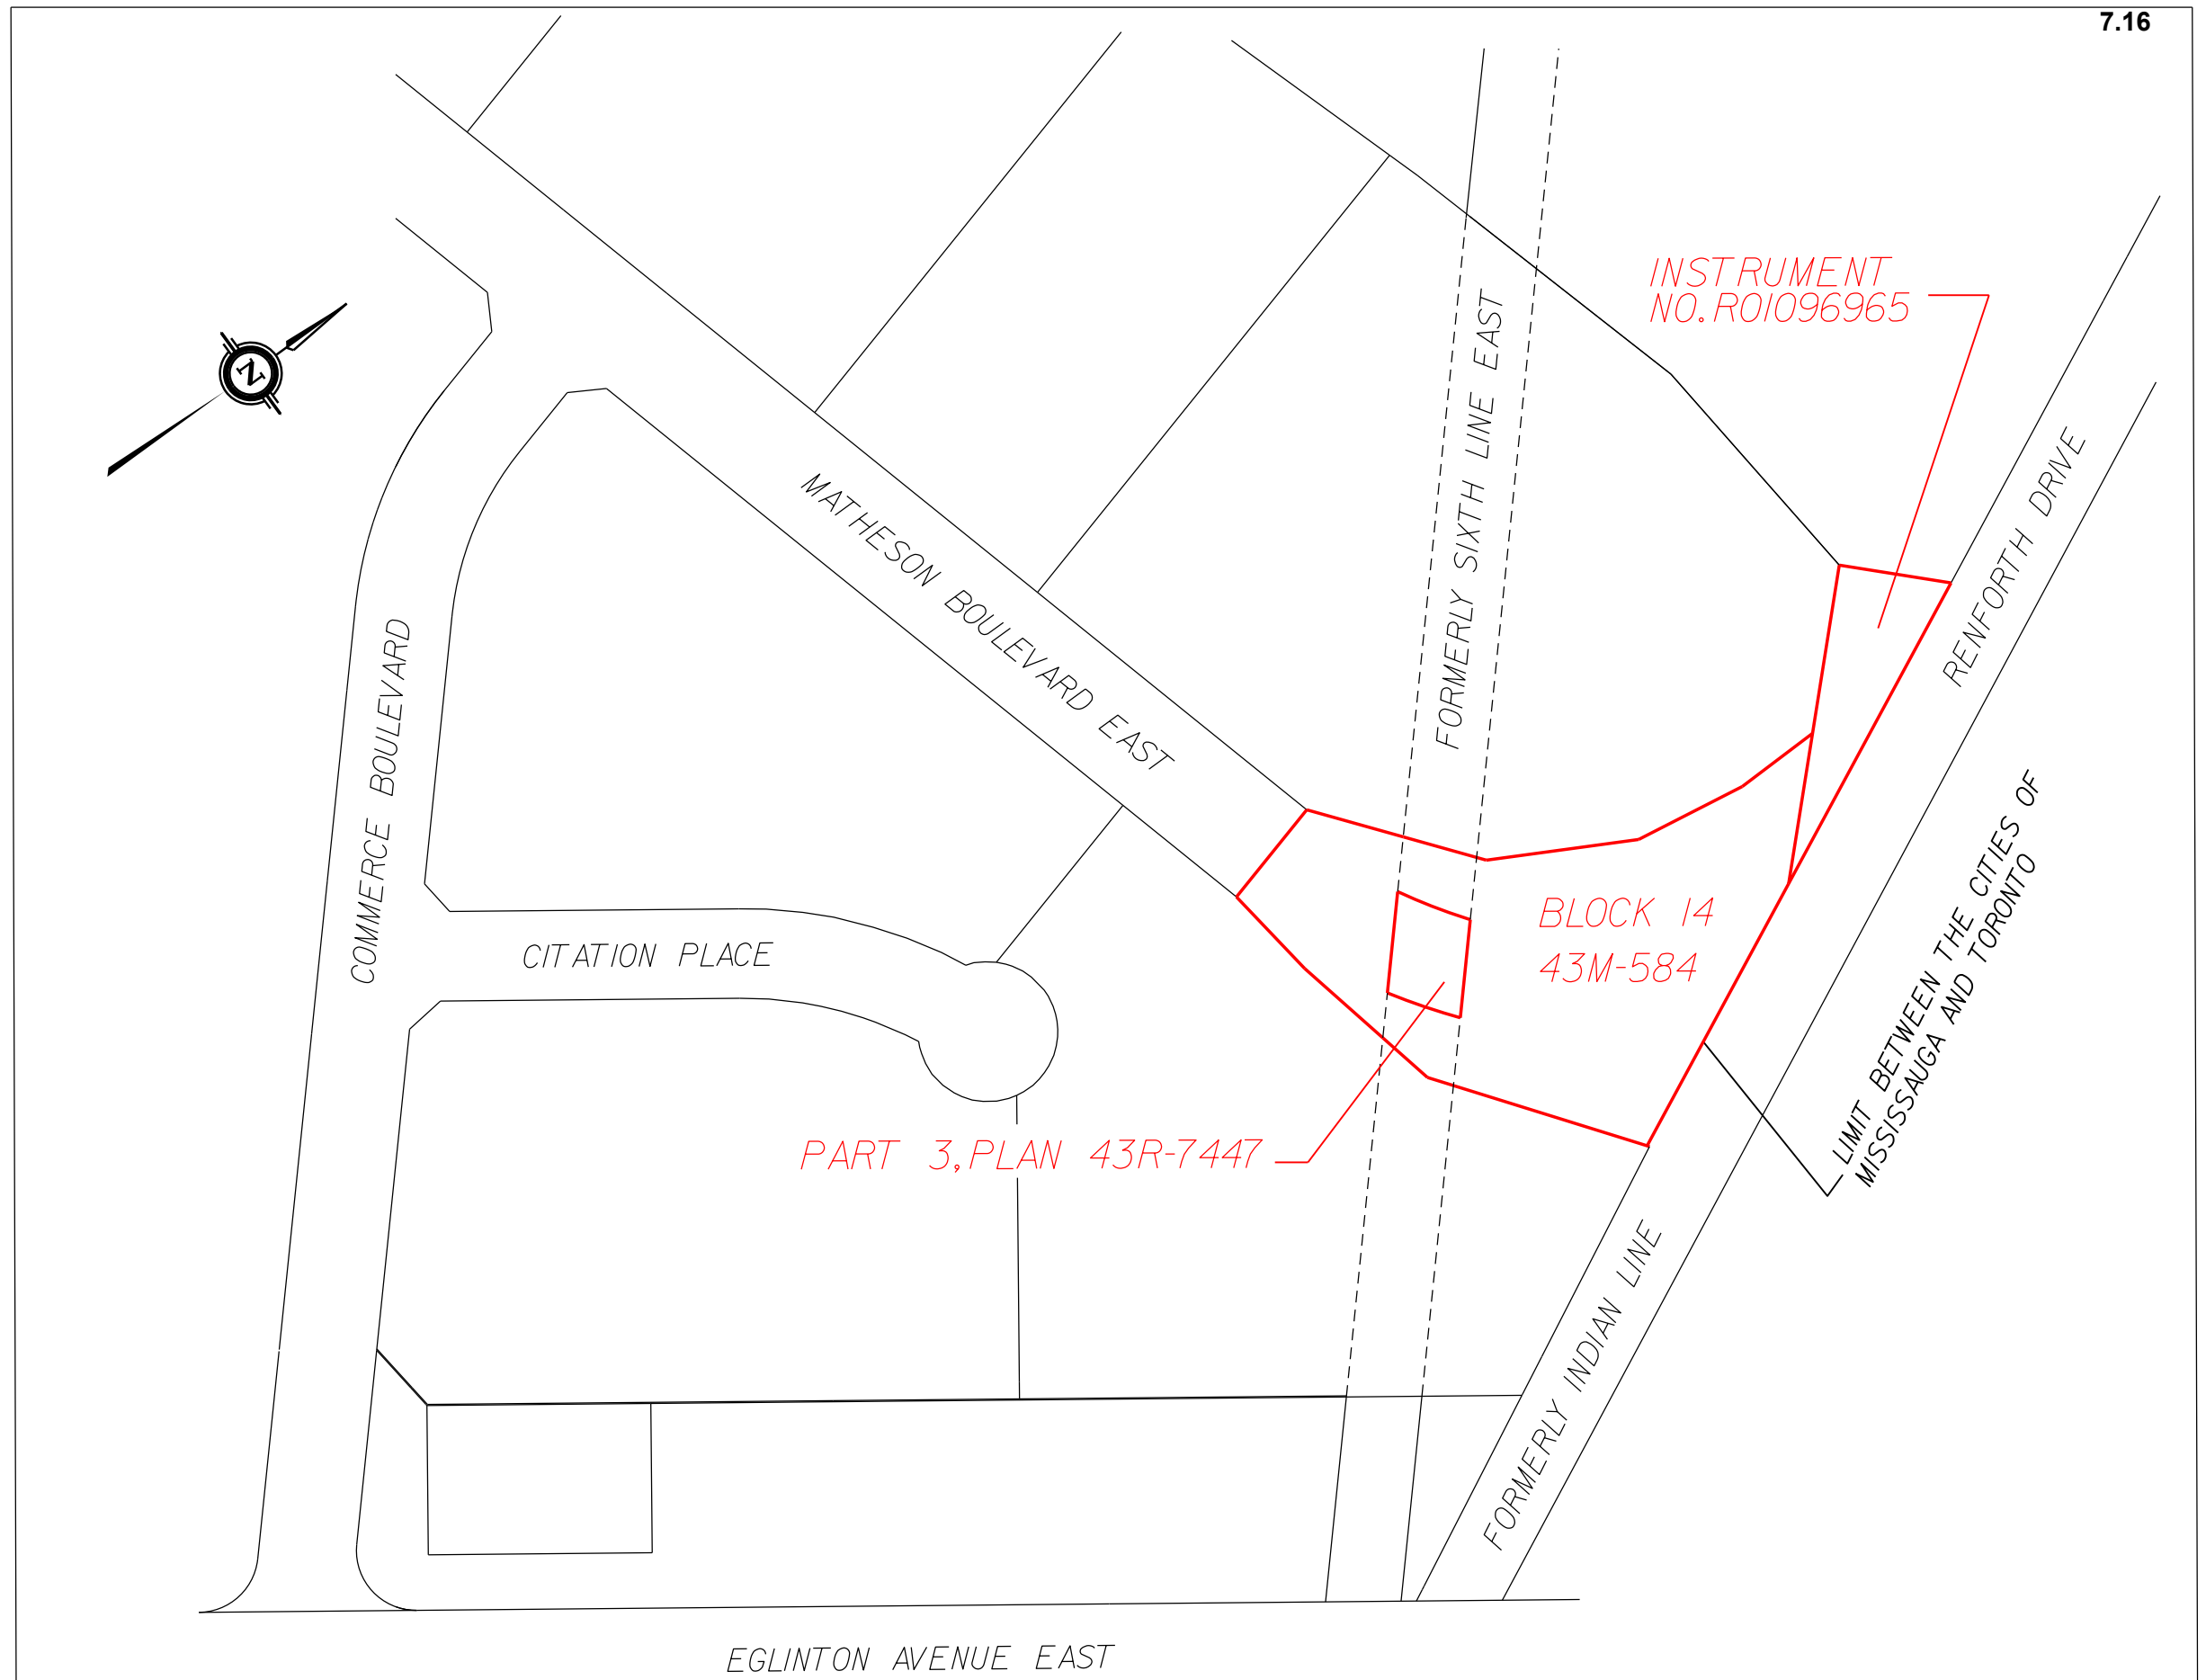 7.16
INSTRUMENT
NO. RO1096965
N
MATHESON BOULEVARD EAST
FORMERLY SIXTH LINE EAST
RENFORTH DRIVE
COMMERCE BOULEVARD
CITATION PLACE
BLOCK 14
43M-584
LIMIT BETWEEN THE CITIES OF
MISSISSAUGA AND TORONTO
PART 3, PLAN 43R-7447
FORMERLY INDIAN LINE
EGLINTON AVENUE EAST